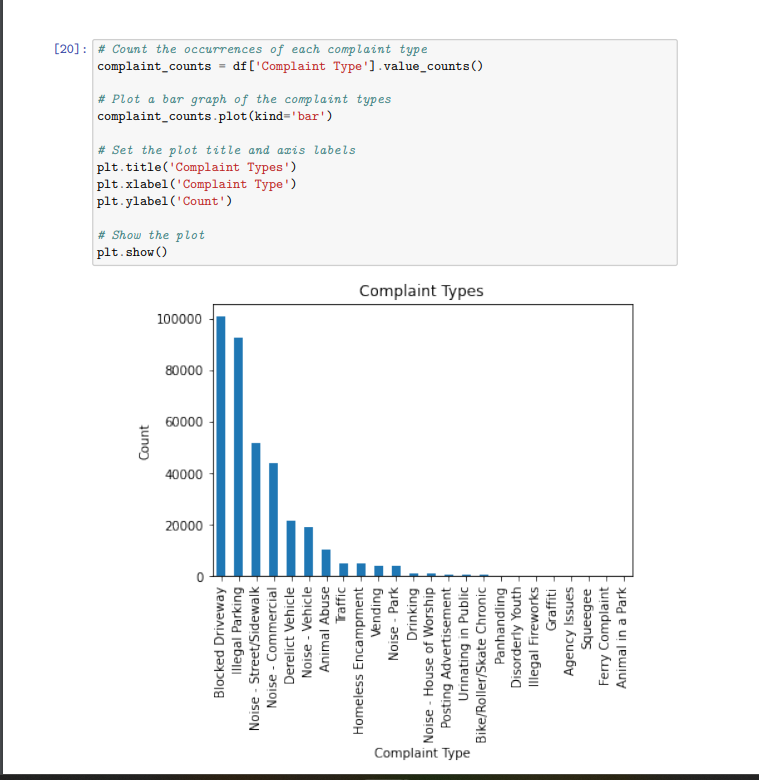 [20]: # Count the occurrences of each complaint type
complaint_counts = df['Complaint Type'].value_counts()
# Plot a bar graph of the complaint types
complaint_counts.plot(kind='bar')
# Set the plot title and axis labels
plt.title('Complaint Types')
plt.xlabel('Complaint Type')
plt.ylabel('Count')
# Show the plot
plt.show()
Complaint Types
100000
80000
60000
40000
20000
0
Count
Blocked Driveway
Illegal Parking
Noise - Street/Sidewalk
Noise - Commercial
Derelict Vehicle
Noise - Vehicle
Animal Abuse
Traffic
Homeless Encampment
Vending
Noise - Park
Drinking
Noise - House of Worship
Posting Advertisement
Urinating in Public
Bike/Roller/Skate Chronic
Panhandling
Disorderly Youth
Illegal Fireworks
Graffiti
Agency Issues
Squeegee
Ferry Complaint
Animal in a Park
Complaint Type